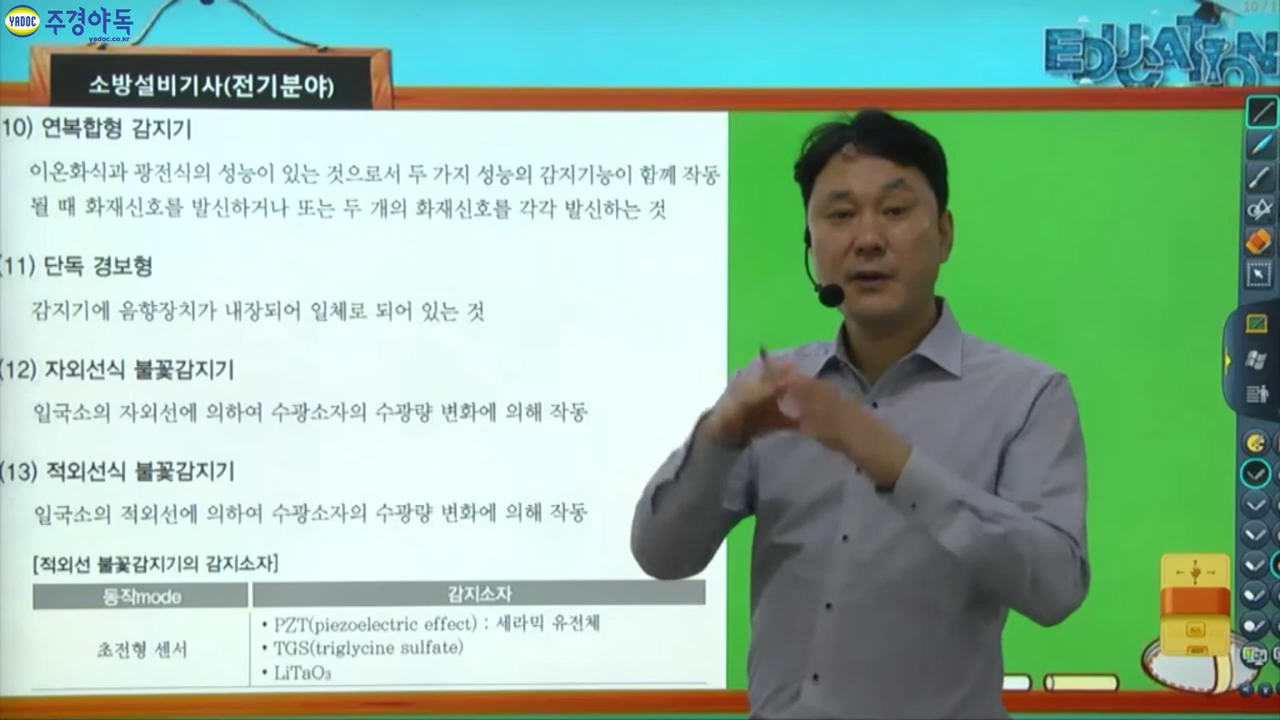 YADOC 주경야독
yadoc.co.kr
EDUCATION
소방설비기사(전기분야)
10) 연복합형 감지기
이온화식과 광전식의 성능이 있는 것으로서 두 가지 성능의 감지기능이 함께 작동
될 때 화재신호를 발신하거나 또는 두 개의 화재신호를 각각 발신하는 것
(11) 단독 경보형
감지기에 음향장치가 내장되어 일체로 되어 있는 것
(12) 자외선식 불꽃감지기
일국소의 자외선에 의하여 수광소자의 수광량 변화에 의해 작동
(13) 적외선식 불꽃감지기
일국소의 적외선에 의하여 수광소자의 수광량 변화에 의해 작동
[적외선 불꽃감지기의 감지소자]
동작mode 감지소자
초전형 센서
• PZT(piezoelectric effect) : 세라믹 유전체
• TGS(triglycine sulfate)
• LiTaO₃